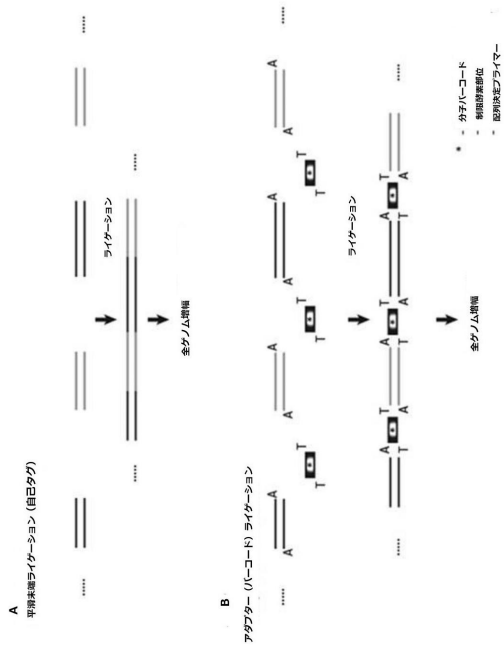 A
平滑末端ライゲーション（自己タグ）
ライゲーション
全ゲノム増幅
B
アダプター（バーコード）ライゲーション
A A A A
A A A A
T T T
T T T
ライゲーション
A T A T A T
T A T A T A
* - 分子バーコード
- 制限酵素部位
- 配列決定プライマー
全ゲノム増幅